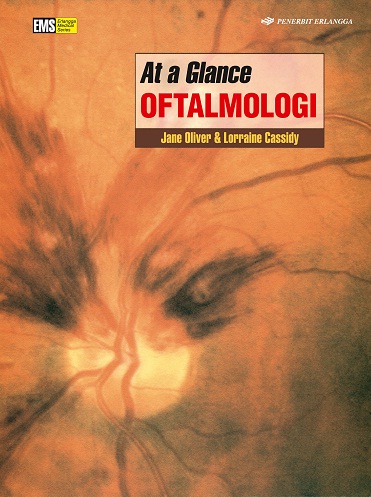 EMS Erlangga Medical Series
PENERBIT ERLANGGA
At a Glance
OFTALMOLOGI
Jane Oliver & Lorraine Cassidy